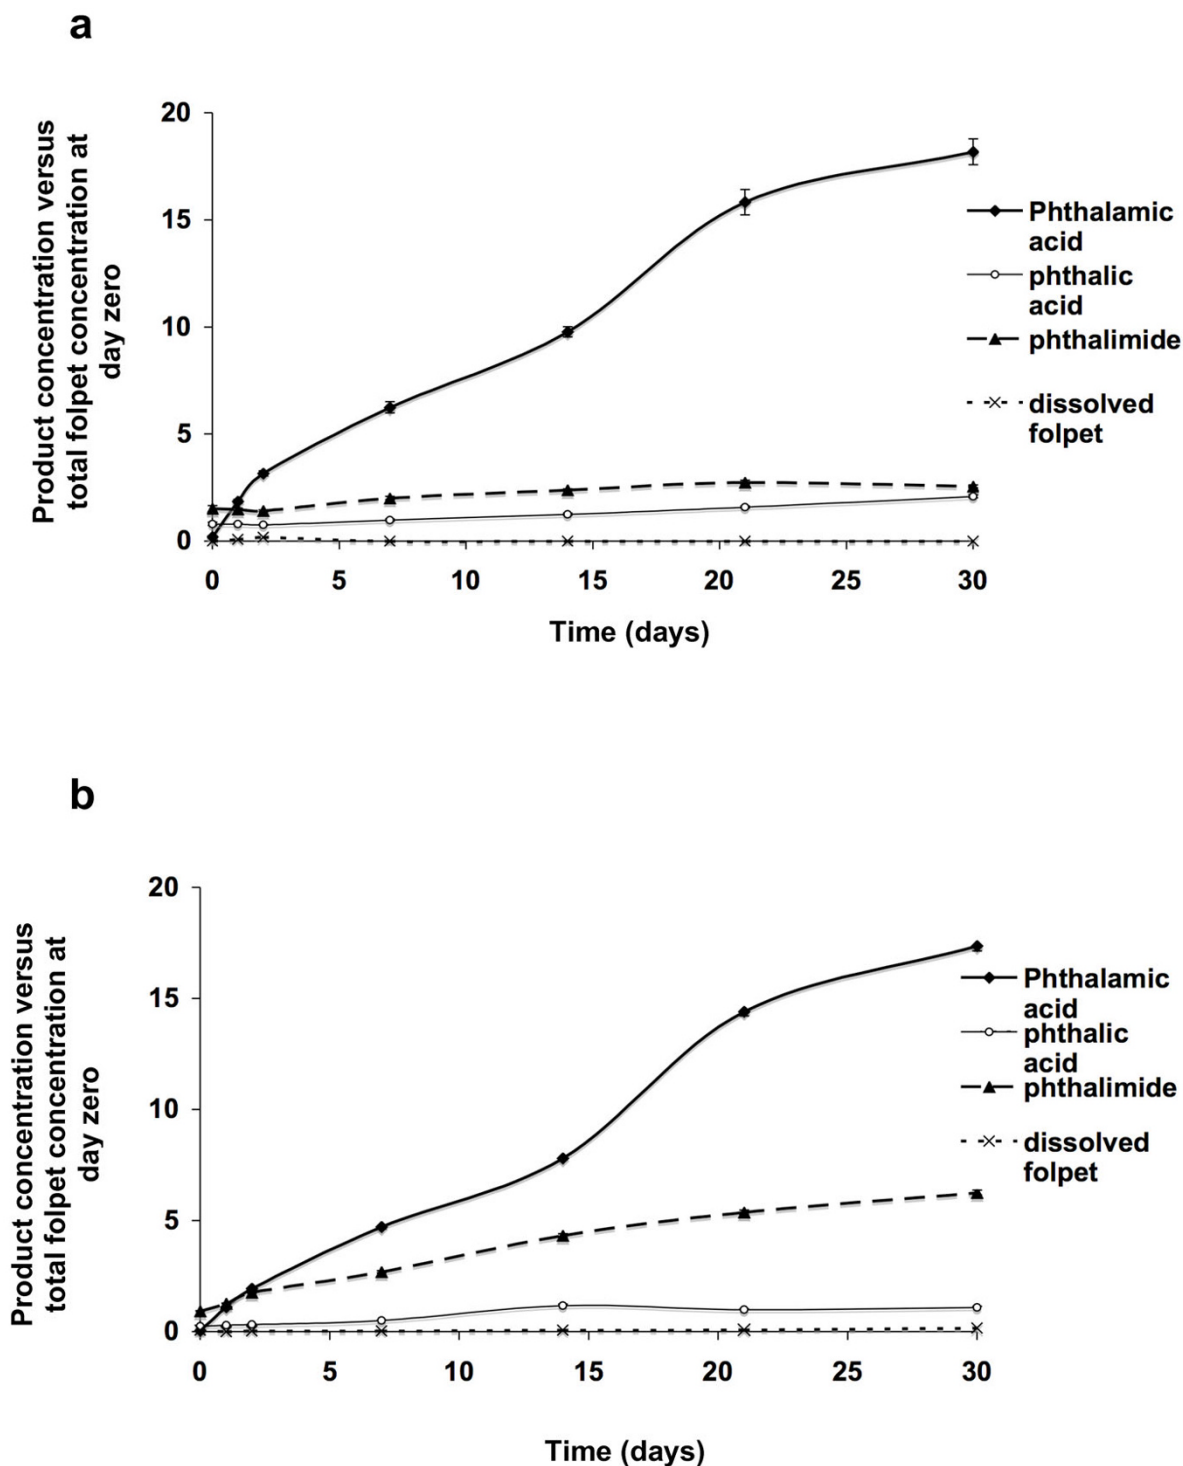 a
Product concentration versus
total folpet concentration at
day zero
20
15
10
5
0
0 5 10 15 20 25 30
Time (days)
Phthalamic
acid
phthalic
acid
phthalimide
dissolved
folpet
b
Product concentration versus
total folpet concentration at
day zero
20
15
10
5
0
0 5 10 15 20 25 30
Time (days)
Phthalamic
acid
phthalic
acid
phthalimide
dissolved
folpet